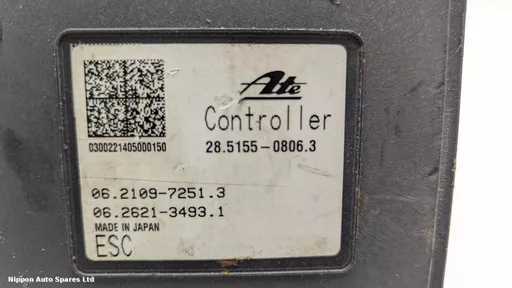 Ate
Controller
0300221405000150
28.5155-0806.3
06.2109-7251.3
06.2621-3493.1
MADE IN JAPAN
ESC
Nippon Auto Spares Ltd